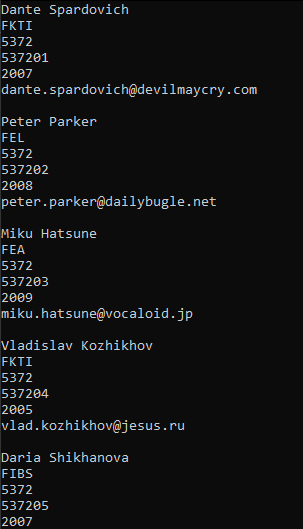 Dante Spardovich
FKTI
5372
537201
2007
dante.spardovich@devilmaycry.com
Peter Parker
FEL
5372
537202
2008
peter.parker@dailybugle.net
Miku Hatsune
FEA
5372
537203
2009
miku.hatsune@vocaloid.jp
Vladislav Kozhikhov
FKTI
5372
537204
2005
vlad.kozhikhov@jesus.ru
Daria Shikhanova
FIBS
5372
537205
2007